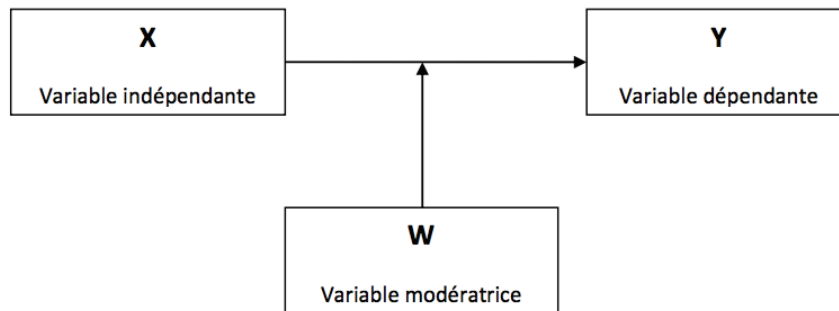 X
Variable indépendante
Y
Variable dépendante
W
Variable modératrice